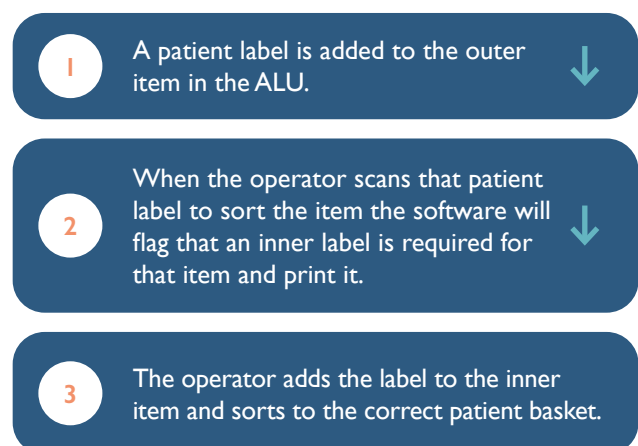 1
A patient label is added to the outer
item in the ALU.
2
When the operator scans that patient
label to sort the item the software will
flag that an inner label is required for
that item and print it.
3
The operator adds the label to the inner
item and sorts to the correct patient basket.